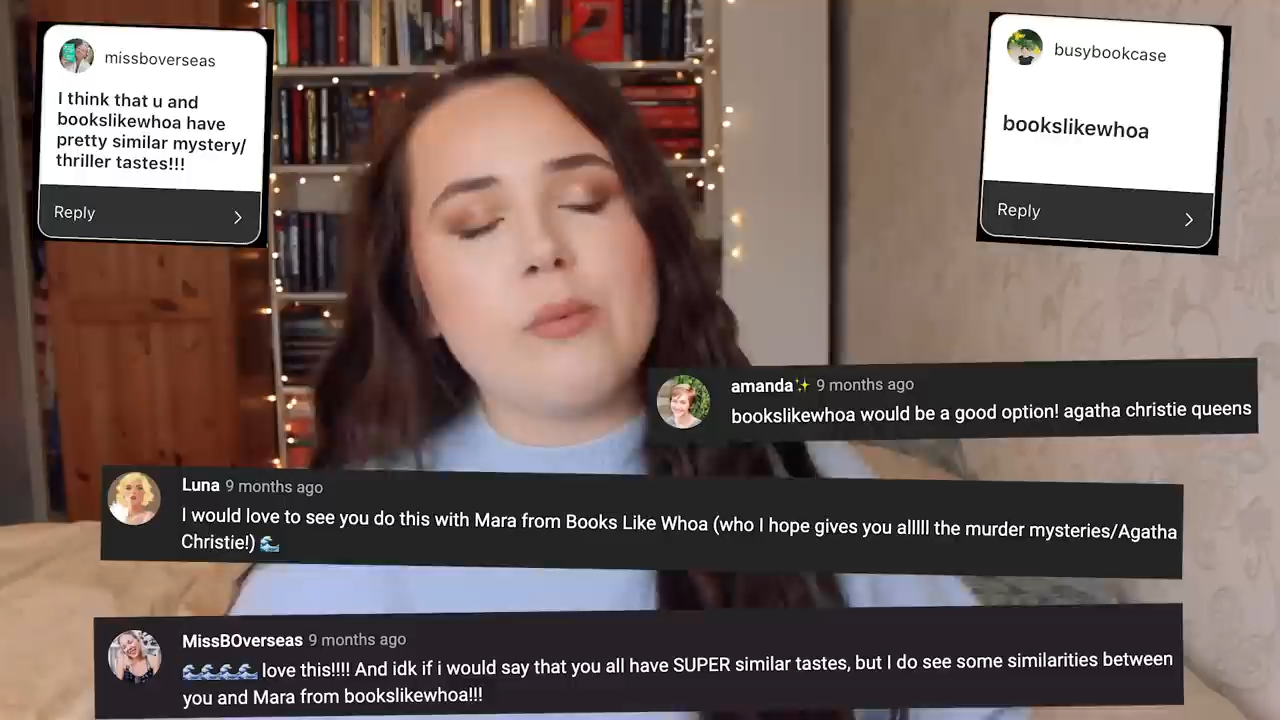 missboverseas
I think that u and
bookslikewhoa have
pretty similar mystery/
thriller tastes!!!
Reply
busybookcase
bookslikewhoa
Reply
amanda✨ 9 months ago
bookslikewhoa would be a good option! agatha christie queens
Luna 9 months ago
I would love to see you do this with Mara from Books Like Whoa (who I hope gives you alllll the murder mysteries/Agatha
Christie!) 🌊
MissBOverseas 9 months ago
🌊🌊🌊🌊 love this!!!! And idk if i would say that you all have SUPER similar tastes, but I do see some similarities between
you and Mara from bookslikewhoa!!!